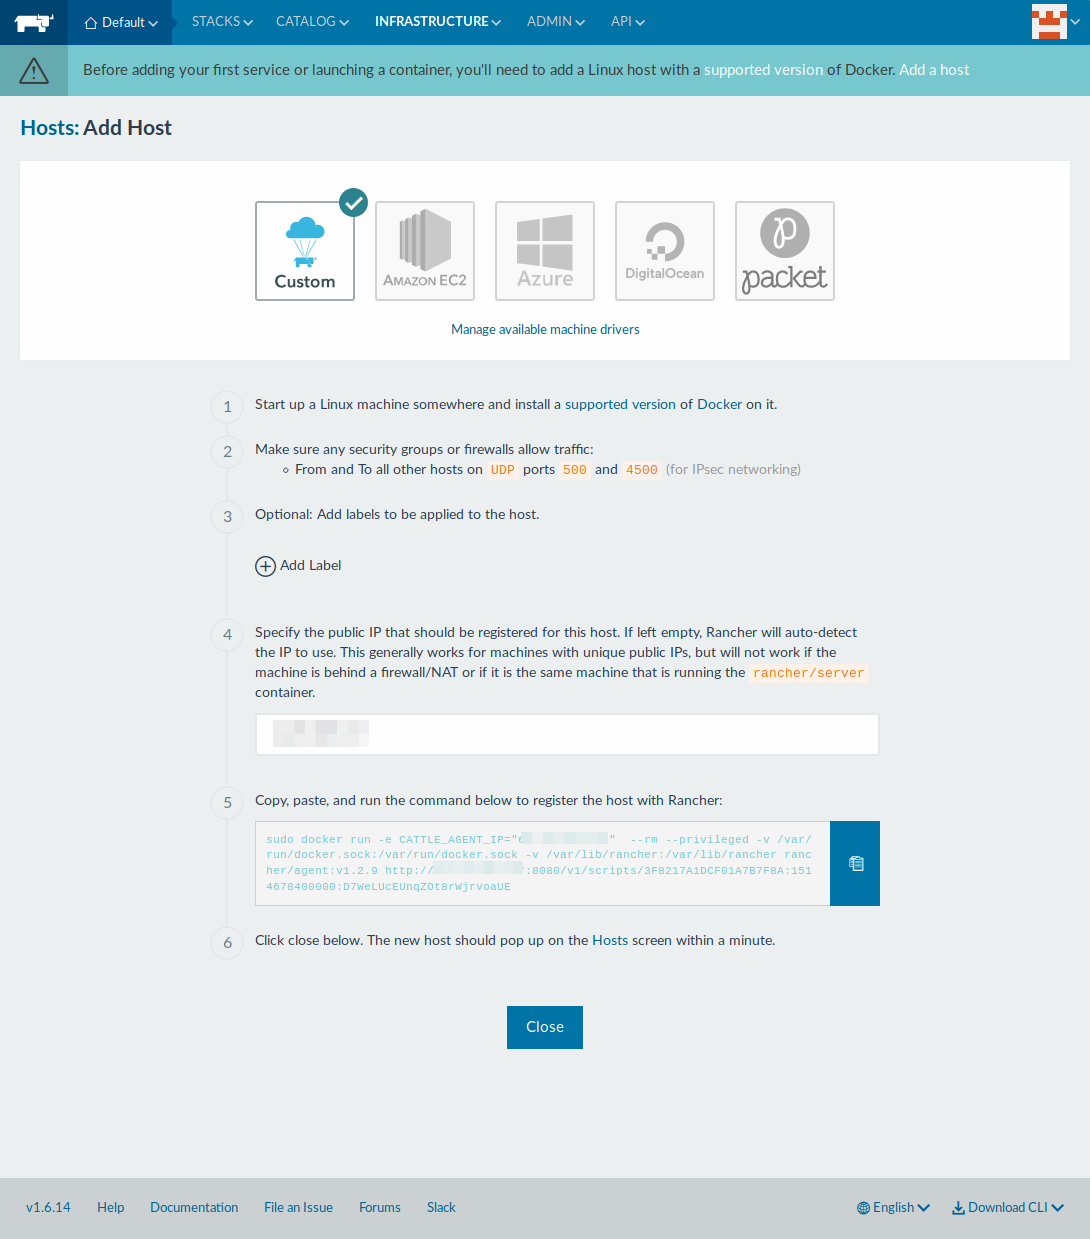 Default STACKS CATALOG INFRASTRUCTURE ADMIN API
Before adding your first service or launching a container, you'll need to add a Linux host with a supported version of Docker. Add a host
Hosts: Add Host
Custom
AMAZON EC2
Azure
DigitalOcean
packet
Manage available machine drivers
1 Start up a Linux machine somewhere and install a supported version of Docker on it.
2 Make sure any security groups or firewalls allow traffic:
From and To all other hosts on UDP ports 500 and 4500 (for IPsec networking)
3 Optional: Add labels to be applied to the host.
Add Label
4 Specify the public IP that should be registered for this host. If left empty, Rancher will auto-detect
the IP to use. This generally works for machines with unique public IPs, but will not work if the
machine is behind a firewall/NAT or if it is the same machine that is running the rancher/server
container.
5 Copy, paste, and run the command below to register the host with Rancher:
sudo docker run -e CATTLE_AGENT_IP=" " --rm --privileged -v /var/
run/docker.sock:/var/run/docker.sock -v /var/lib/rancher:/var/lib/rancher ranc
her/agent:v1.2.9 http:// :8080/v1/scripts/3F8217A1DCF01A7B7F8A:151
4678400000:D7WeLUcEUnqZOt8rWjrvoaUE
6 Click close below. The new host should pop up on the Hosts screen within a minute.
Close
v1.6.14 Help Documentation File an Issue Forums Slack English Download CLI